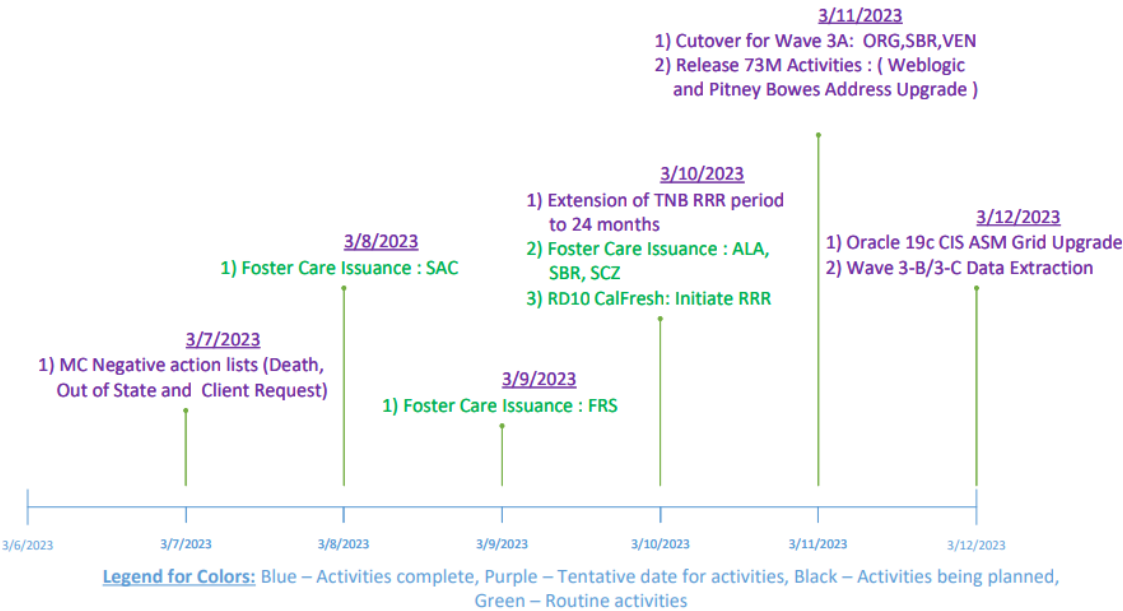 3/11/2023
1) Cutover for Wave 3A: ORG,SBR,VEN
2) Release 73M Activities : ( Weblogic
and Pitney Bowes Address Upgrade )
3/10/2023
1) Extension of TNB RRR period
to 24 months
2) Foster Care Issuance : ALA,
SBR, SCZ
3) RD10 CalFresh: Initiate RRR
3/12/2023
1) Oracle 19c CIS ASM Grid Upgrade
2) Wave 3-B/3-C Data Extraction
3/8/2023
1) Foster Care Issuance : SAC
3/7/2023
1) MC Negative action lists (Death,
Out of State and Client Request)
3/9/2023
1) Foster Care Issuance : FRS
3/6/2023
3/7/2023
3/8/2023
3/9/2023
3/10/2023
3/11/2023
3/12/2023
Legend for Colors: Blue – Activities complete, Purple – Tentative date for activities, Black – Activities being planned,
Green – Routine activities